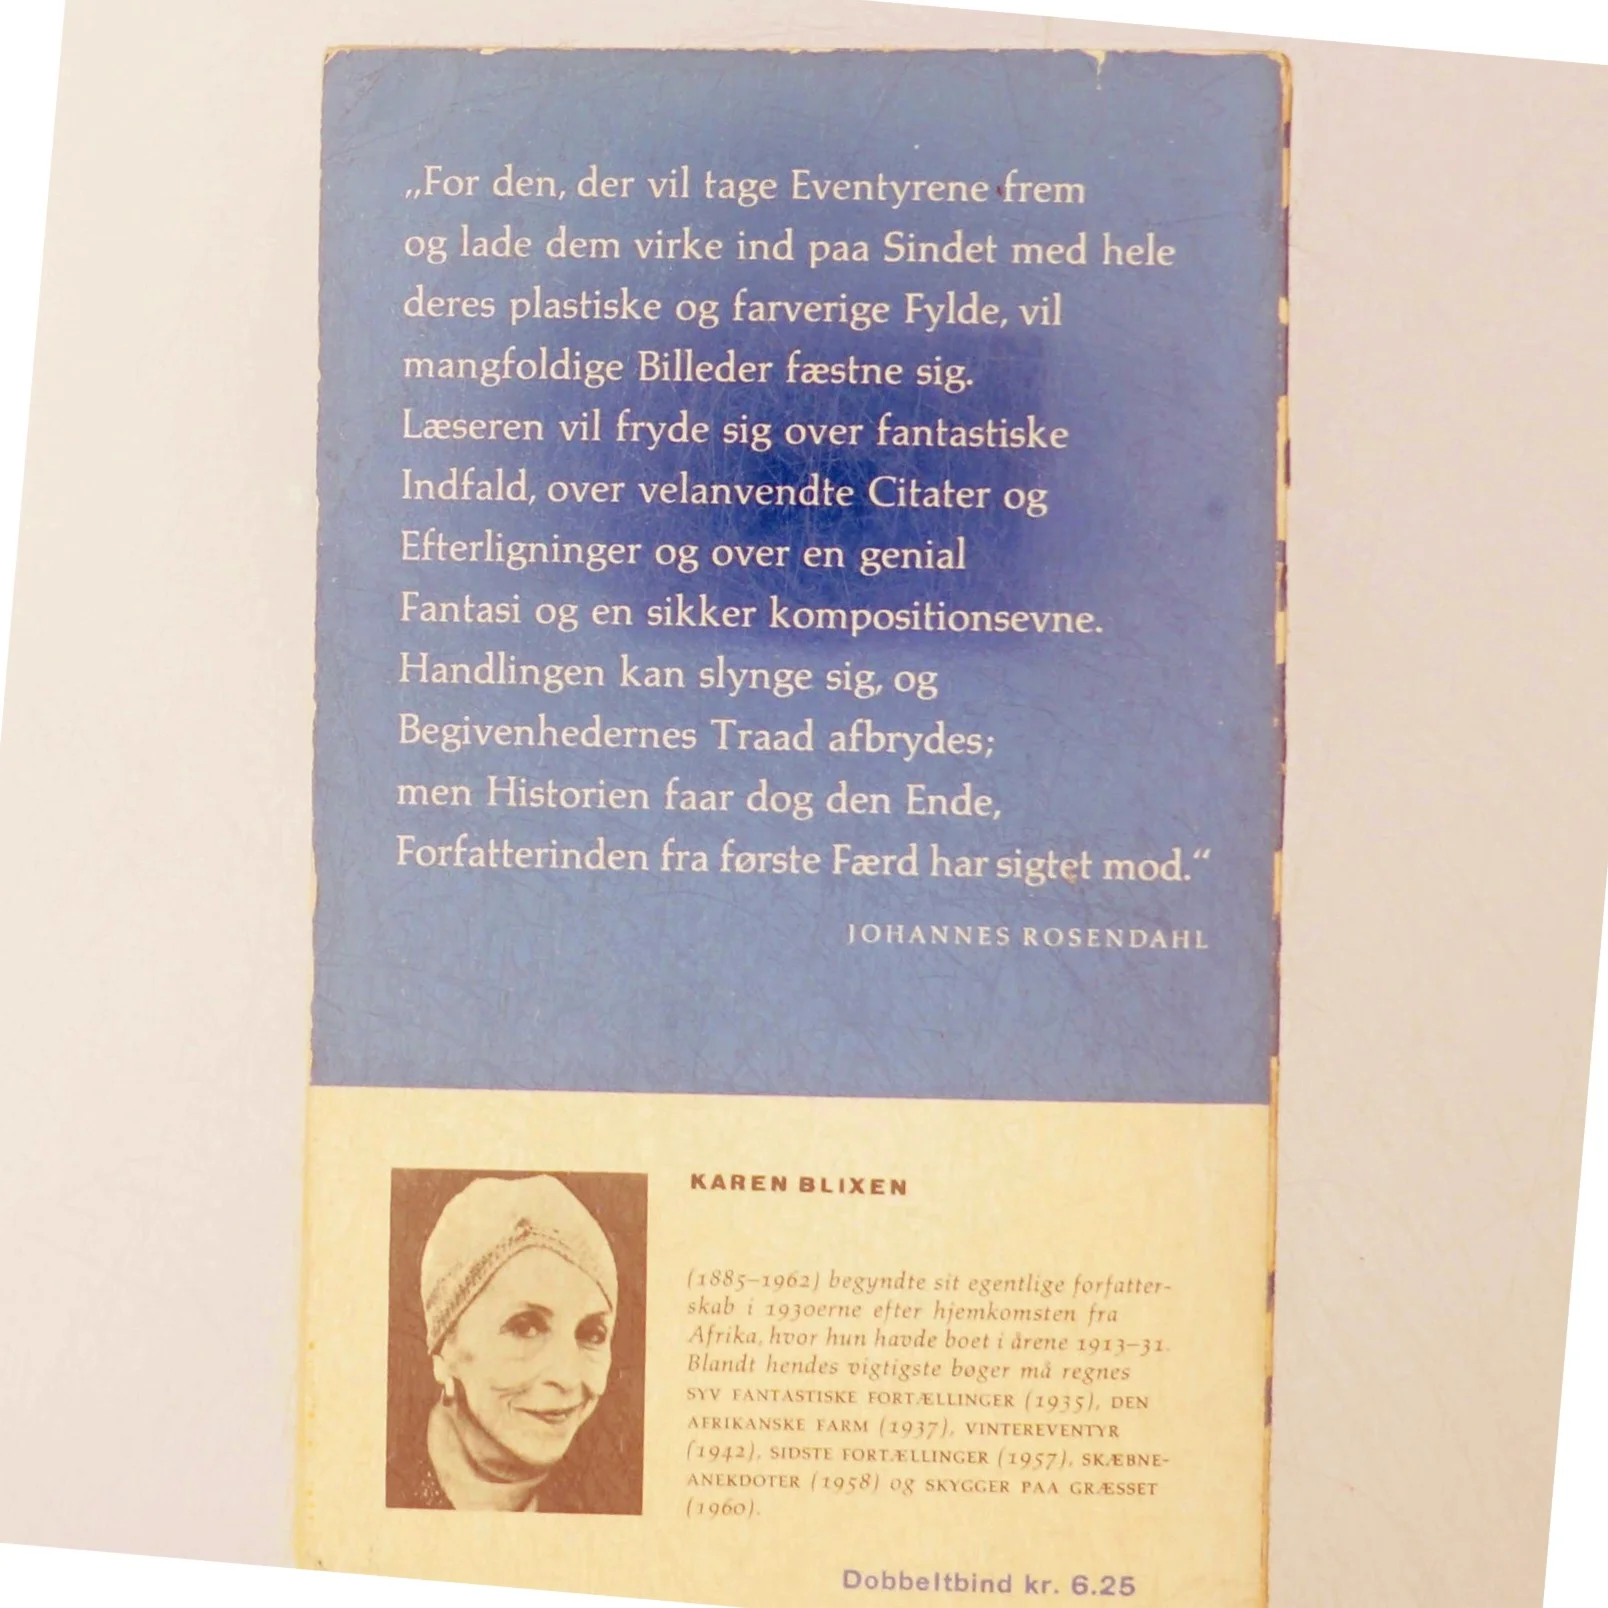 „For den, der vil tage Eventyrene frem
og lade dem virke ind paa Sindet med hele
deres plastiske og farverige Fylde, vil
mangfoldige Billeder fæstne sig.
Læseren vil fryde sig over fantastiske
Indfald, over velanvendte Citater og
Efterligninger og over en genial
Fantasi og en sikker kompositionsevne.
Handlingen kan slynge sig, og
Begivenhedernes Traad afbrydes;
men Historien faar dog den Ende,
Forfatterinden fra første Færd har sigtet mod.“
JOHANNES ROSENDAHL
KAREN BLIXEN
(1885–1962) begyndte sit egentlige forfatter-
skab i 1930erne efter hjemkomsten fra
Afrika, hvor hun havde boet i årene 1913–31.
Blandt hendes vigtigste bøger må regnes
SYV FANTASTISKE FORTÆLLINGER (1935), DEN
AFRIKANSKE FARM (1937), VINTEREVENTYR
(1942), SIDSTE FORTÆLLINGER (1957), SKÆBNE-
ANEKDOTER (1958) og SKYGGER PAA GRÆSSET
(1960).
Dobbeltbind kr. 6.25